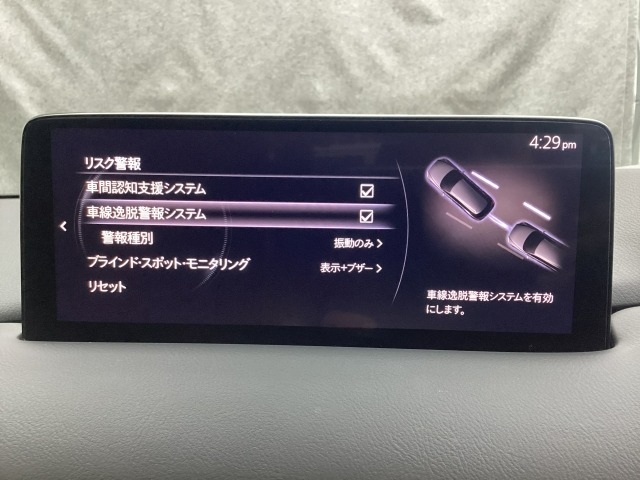 4:29pm
リスク警報
車間認知支援システム
車線逸脱警報システム
警報種別 振動のみ
ブラインド・スポット・モニタリング 表示+ブザー
リセット
車線逸脱警報システムを有効
にします。